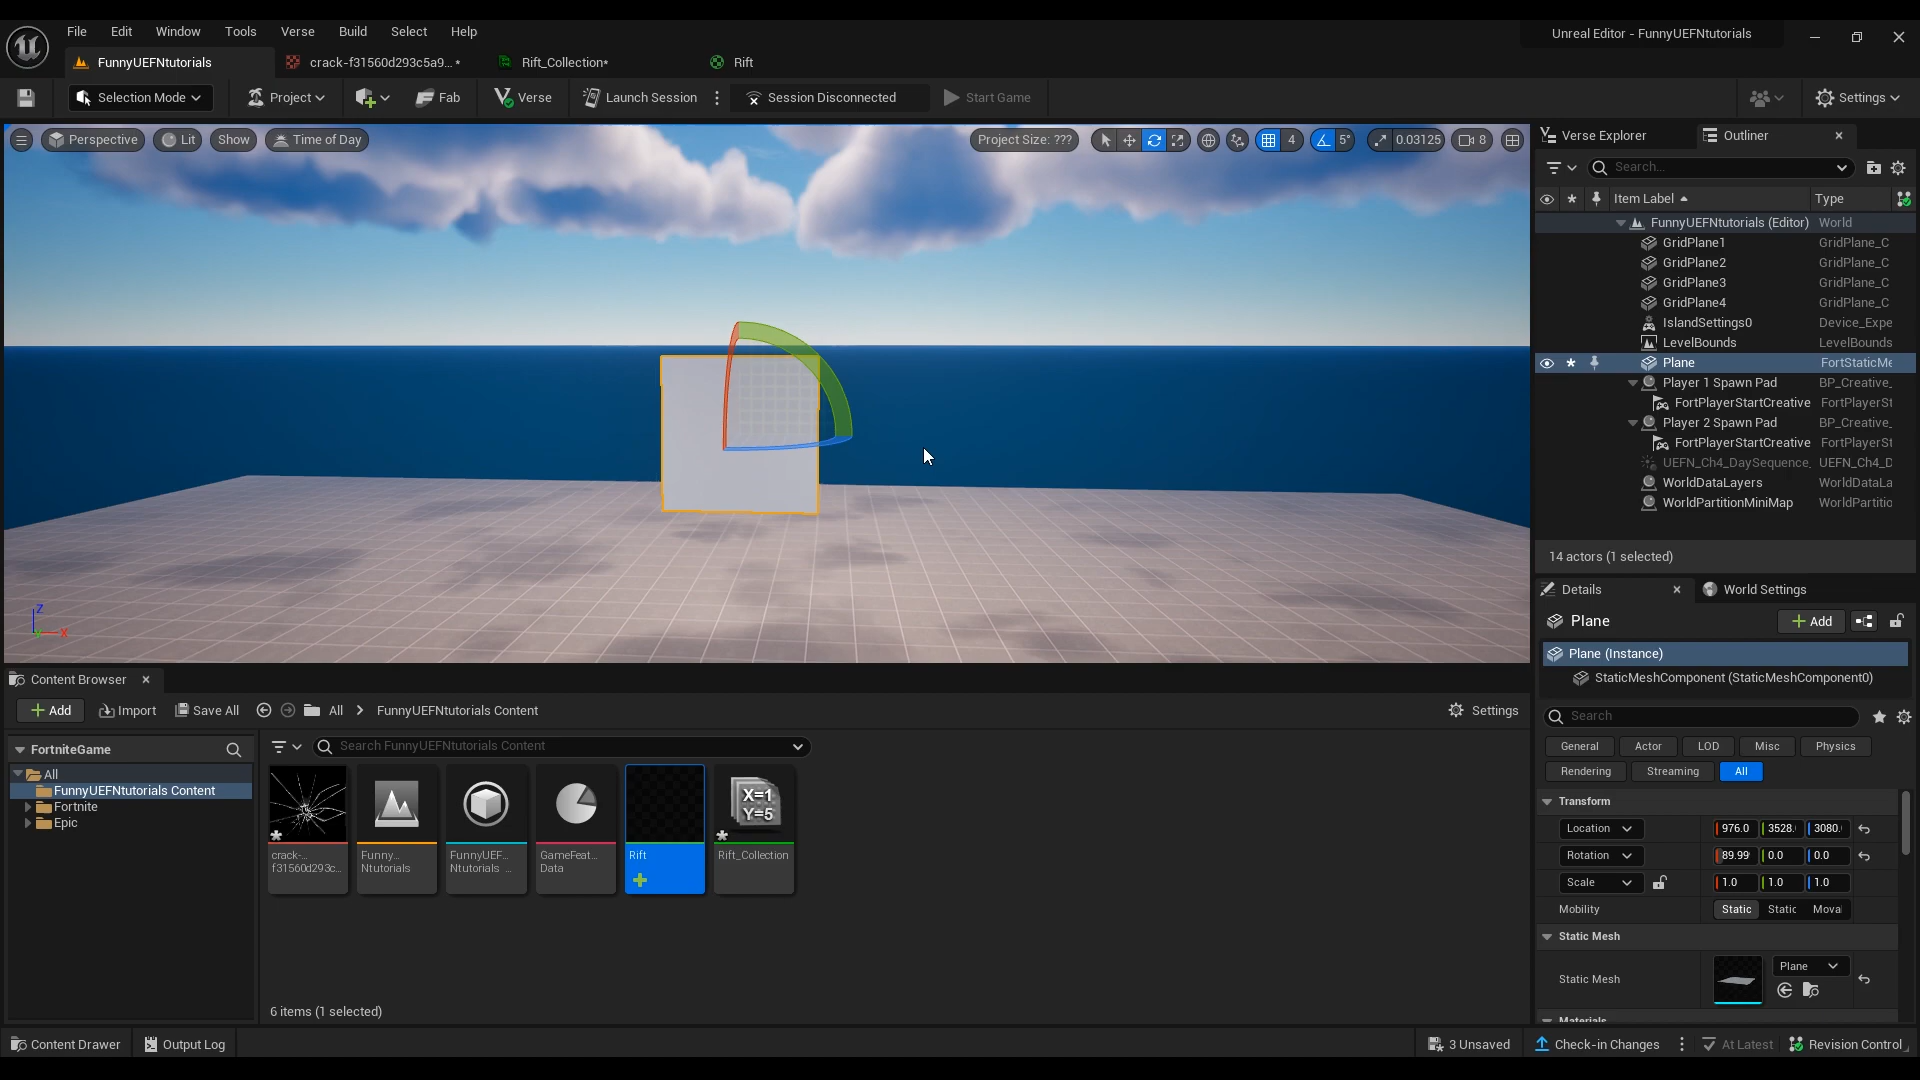 File Edit Window Tools Verse Build Select Help
Unreal Editor - FunnyUEFNtutorials
FunnyUEFNtutorials
crack-f31560d293c5a9...*
Rift_Collection*
Rift
Selection Mode
Project
Fab
Verse
Launch Session
Session Disconnected
Start Game
Settings
Perspective
Lit
Show
Time of Day
Project Size: ???
4
5°
0.03125
8
Z
X
Verse Explorer
Outliner
Search...
Item Label Type
FunnyUEFNtutorials (Editor) World
GridPlane1 GridPlane_C
GridPlane2 GridPlane_C
GridPlane3 GridPlane_C
GridPlane4 GridPlane_C
IslandSettings0 Device_Expe
LevelBounds LevelBounds
Plane FortStaticMe
Player 1 Spawn Pad BP_Creative_
FortPlayerStartCreative FortPlayerSt
Player 2 Spawn Pad BP_Creative_
FortPlayerStartCreative FortPlayerSt
UEFN_Ch4_DaySequence_ UEFN_Ch4_D
WorldDataLayers WorldDataLa
WorldPartitionMiniMap WorldPartitio
14 actors (1 selected)
Details
World Settings
Plane
Add
Plane (Instance)
StaticMeshComponent (StaticMeshComponent0)
Search
General Actor LOD Misc Physics
Rendering Streaming All
Transform
Location 976.0 3528. 3080.
Rotation 89.99 0.0 0.0
Scale 1.0 1.0 1.0
Mobility Static Static Moval
Static Mesh
Static Mesh Plane
Materials
Content Browser
Add Import Save All All FunnyUEFNtutorials Content
Settings
FortniteGame
All
FunnyUEFNtutorials Content
Fortnite
Epic
Search FunnyUEFNtutorials Content
crack-...
f31560d293c...
Funny...
Ntutorials
FunnyUEF...
Ntutorials ...
GameFeat...
Data
Rift
X=1
Y=5
Rift_Collection
6 items (1 selected)
Content Drawer
Output Log
3 Unsaved
Check-in Changes
At Latest
Revision Control